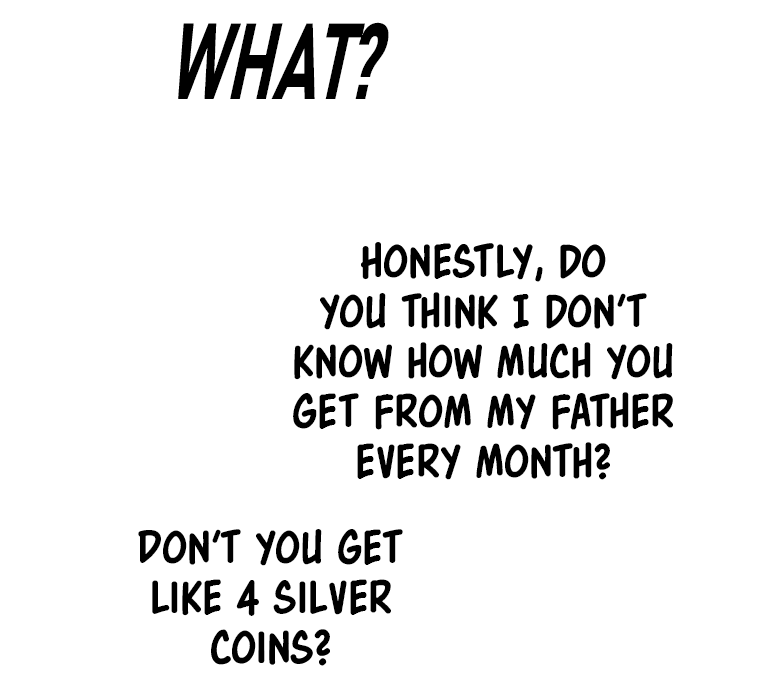 WHAT?
HONESTLY, DO
YOU THINK I DON'T
KNOW HOW MUCH YOU
GET FROM MY FATHER
EVERY MONTH?
DON'T YOU GET
LIKE 4 SILVER
COINS?